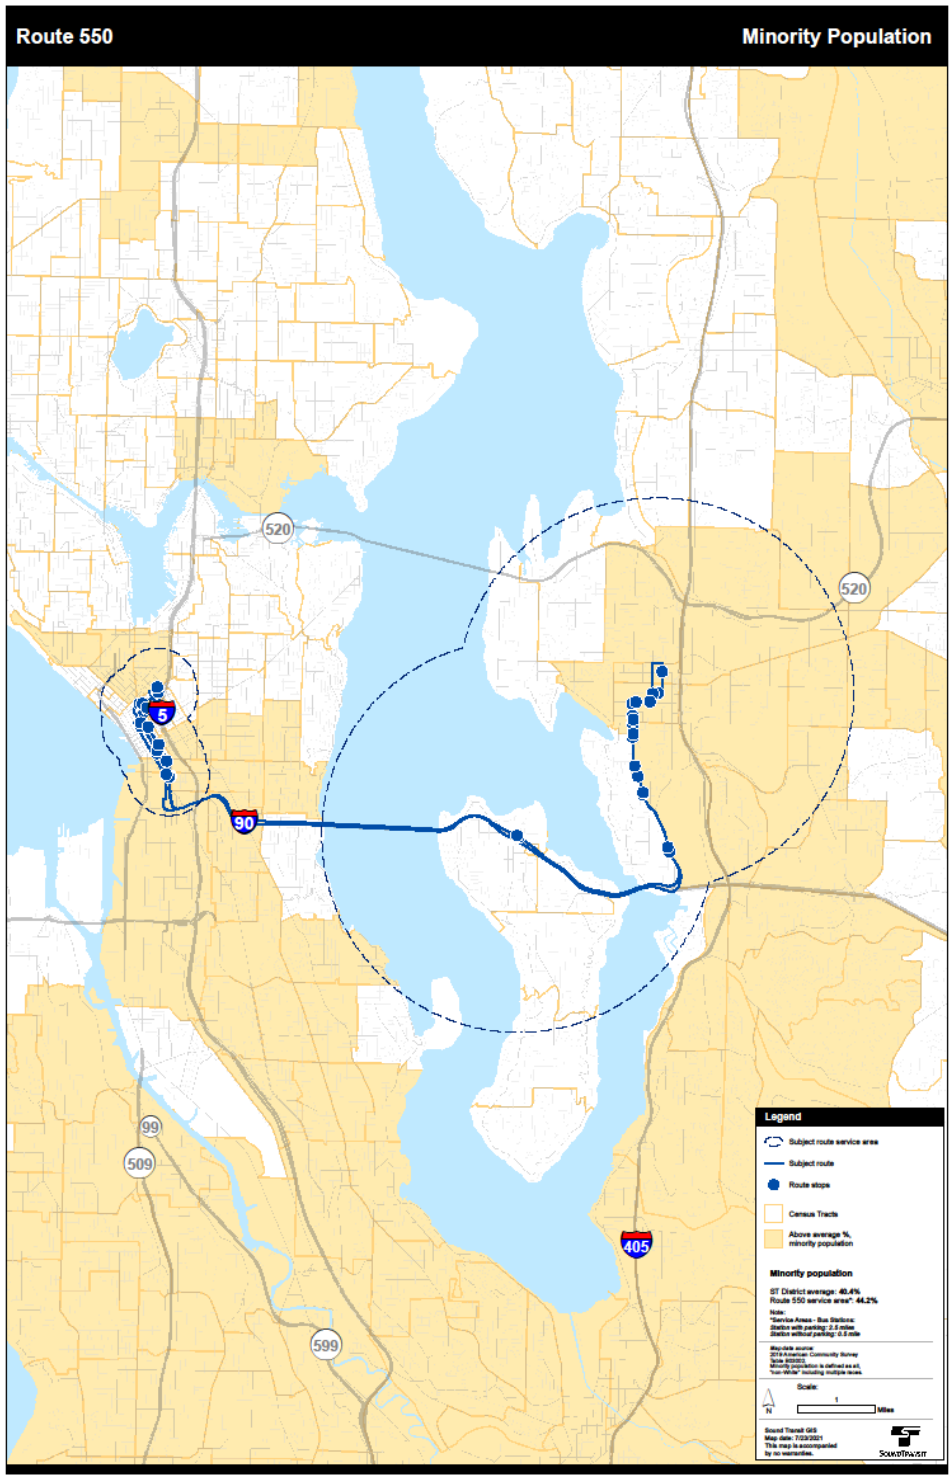 Route 550
Minority Population
520
520
5
90
99
509
405
599
Legend
Subject route service area
Subject route
Route stops
Census Tracts
Above average %,
minority population
Minority population
ST District average: 40.4%
Route 550 service area*: 44.2%
Note:
*Service Areas - Bus Stations:
Station with parking: 2.5 miles
Station without parking: 0.5 mile
Map data source:
2019 American Community Survey
Minority population is defined as all,
"non-White" including multiple races.
Scale:
1
Miles
N
Sound Transit GIS
Map date: 7/23/2021
This map is accompanied
by no warranties.
SOUNDTRANSIT